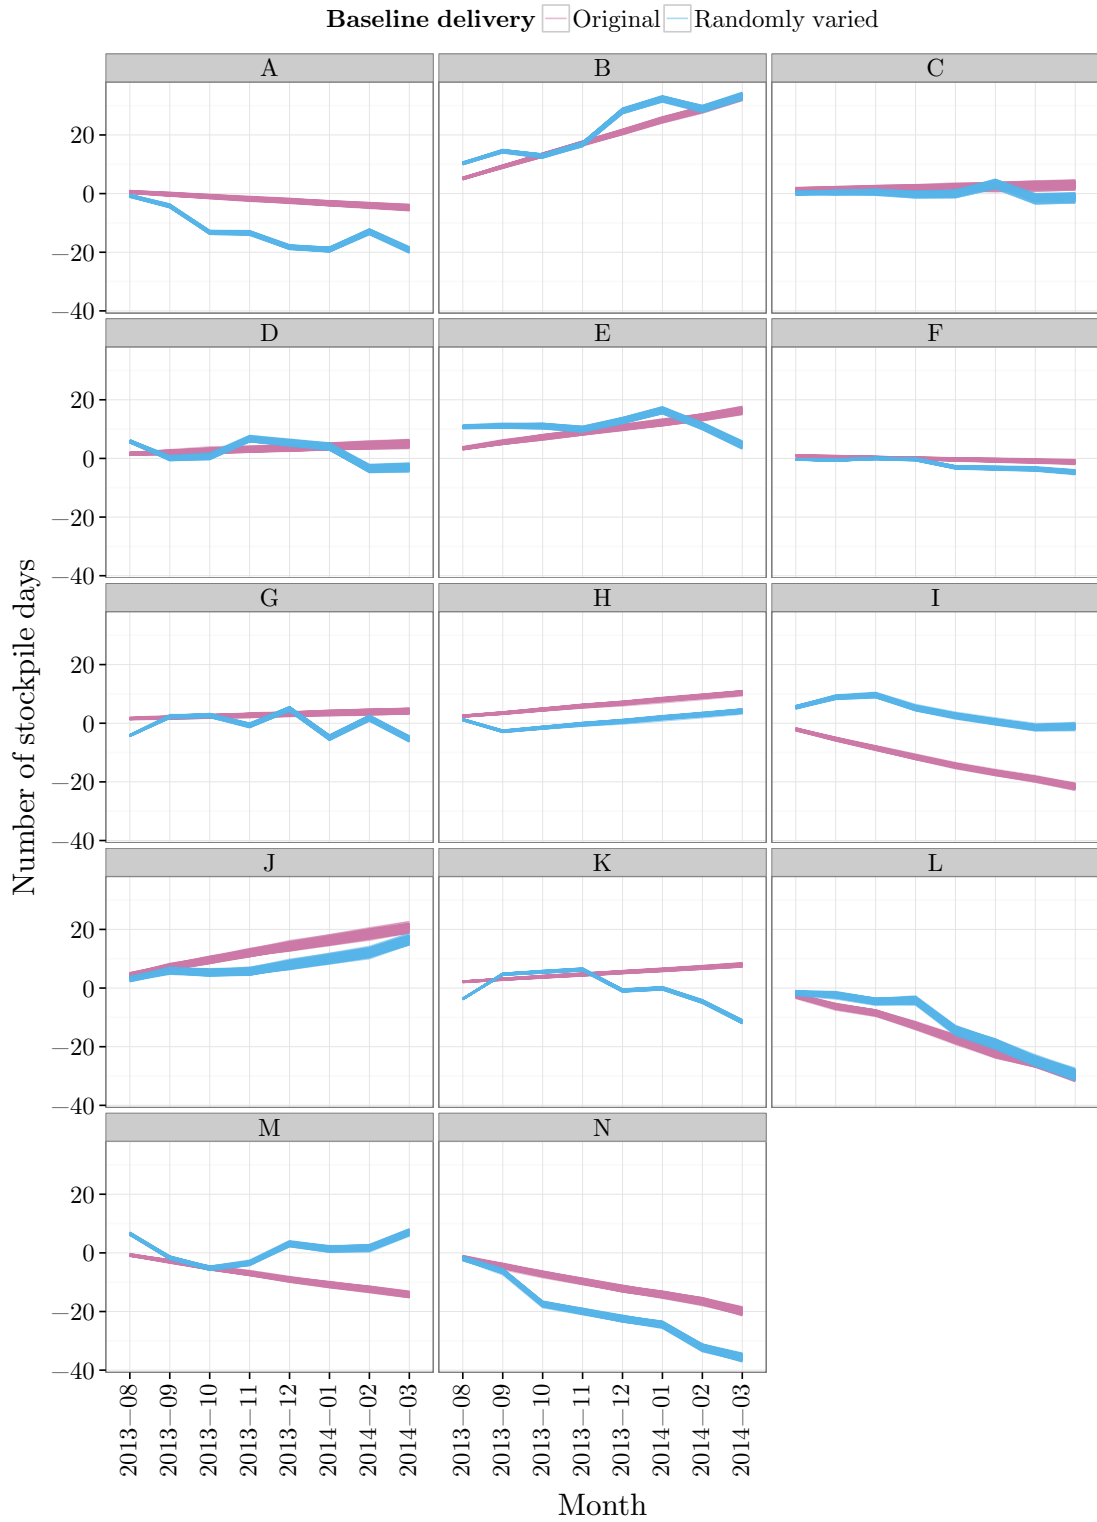 Baseline delivery Original Randomly varied
A B C
20
0
−20
−40
D E F
20
0
−20
−40
G H I
20
0
−20
−40
J K L
20
0
−20
−40
M N
20
0
−20
−40
Number of stockpile days
2013−08 2013−09 2013−10 2013−11 2013−12 2014−01 2014−02 2014−03 2013−08 2013−09 2013−10 2013−11 2013−12 2014−01 2014−02 2014−03
Month